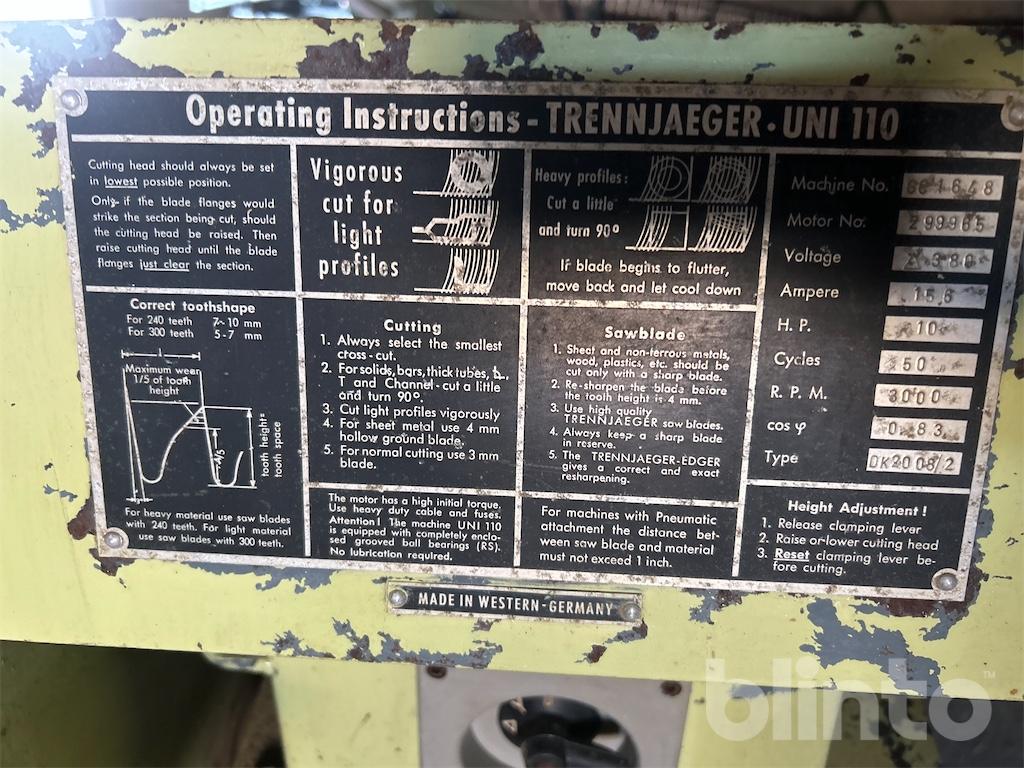 Operating Instructions - TRENNJAEGER · UNI 110
Cutting head should always be set
in lowest possible position.
Only if the blade flanges would
strike the section being cut, should
the cutting head be raised. Then
raise cutting head until the blade
flanges just clear the section.
Vigorous
cut for
light
profiles
Heavy profiles:
Cut a little
and turn 90°
If blade begins to flutter,
move back and let cool down
Machine No.
Motor No. 299965
Voltage 380
Ampere 15,6
H. P. 10
Cycles 50
R. P. M. 3000
cos φ 0.83
Type DK2008/2
Correct toothshape
For 240 teeth 7-10 mm
For 300 teeth 5-7 mm
Maximum wear
1/5 of tooth
height
1/5
tooth height=
tooth space
For heavy material use saw blades
with 240 teeth. For light material
use saw blades with 300 teeth.
Cutting
1. Always select the smallest
cross-cut.
2. For solids, bars, thick tubes, L,
T and Channel-cut a little
and turn 90°.
3. Cut light profiles vigorously
4. For sheet metal use 4 mm
hollow ground blade.
5. For normal cutting use 3 mm
blade.
Sawblade
1. Sheet and non-ferrous metals,
wood, plastics, etc. should be
cut only with a sharp blade.
2. Re-sharpen the blade before
the tooth height is 4 mm.
3. Use high quality
TRENNJÄGER saw blades.
4. Always keep a sharp blade
in reserve.
5. The TRENNJAEGER-EDGER
gives a correct and exact
resharpening.
The motor has a high initial torque.
Use heavy duty cable and fuses.
Attention! The machine UNI 110
is equipped with completely enclo-
sed grooved ball bearings (RS).
No lubrication required.
For machines with Pneumatic
attachment the distance bet-
ween saw blade and material
must not exceed 1 inch.
Height Adjustment!
1. Release clamping lever
2. Raise or lower cutting head
3. Reset clamping lever be-
fore cutting.
MADE IN WESTERN-GERMANY
blinto™